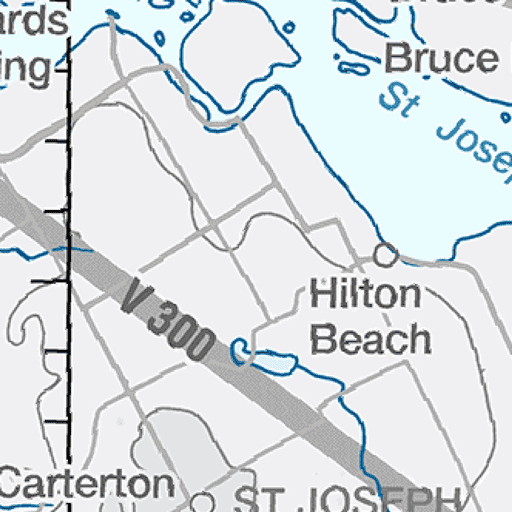 ards
ing
Bruce
St Josep
V 300
Hilton
Beach
Carterton
ST JOSEPH